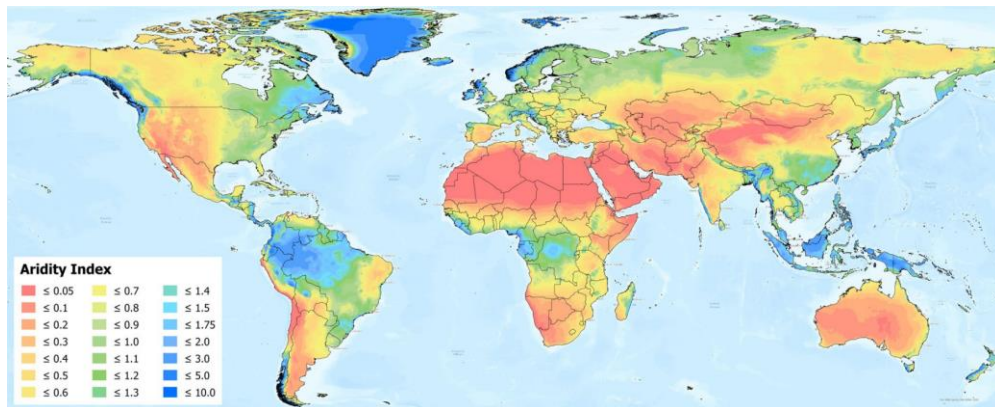 Aridity Index
≤ 0.05 ≤ 0.7 ≤ 1.4
≤ 0.1 ≤ 0.8 ≤ 1.5
≤ 0.2 ≤ 0.9 ≤ 1.75
≤ 0.3 ≤ 1.0 ≤ 2.0
≤ 0.4 ≤ 1.1 ≤ 3.0
≤ 0.5 ≤ 1.2 ≤ 5.0
≤ 0.6 ≤ 1.3 ≤ 10.0